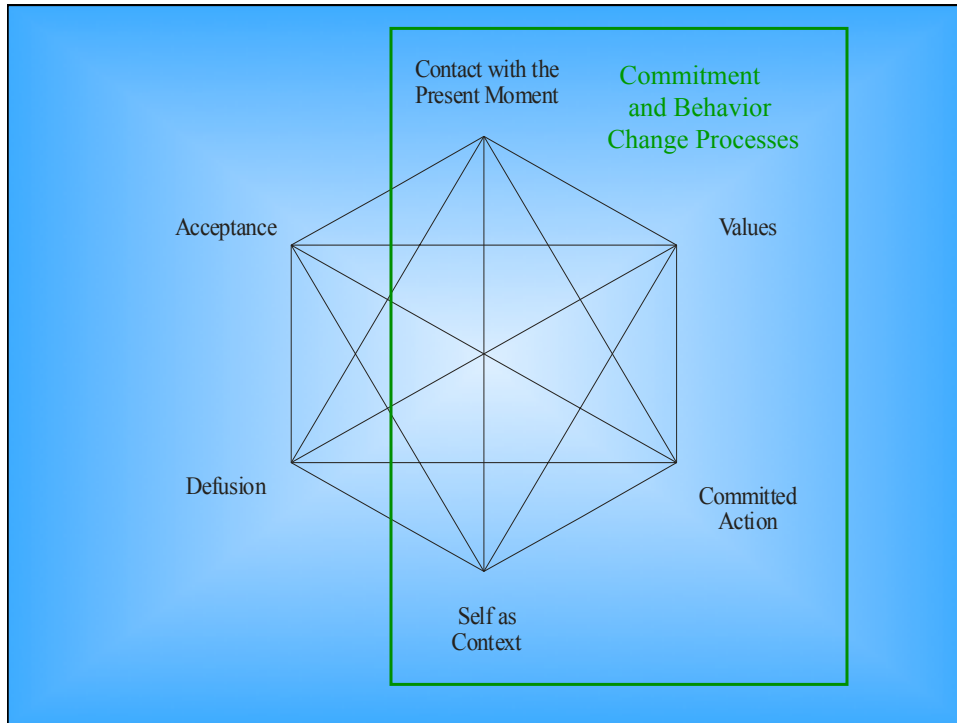 Contact with the
Present Moment
Commitment
and Behavior
Change Processes
Acceptance
Values
Defusion
Committed
Action
Self as
Context